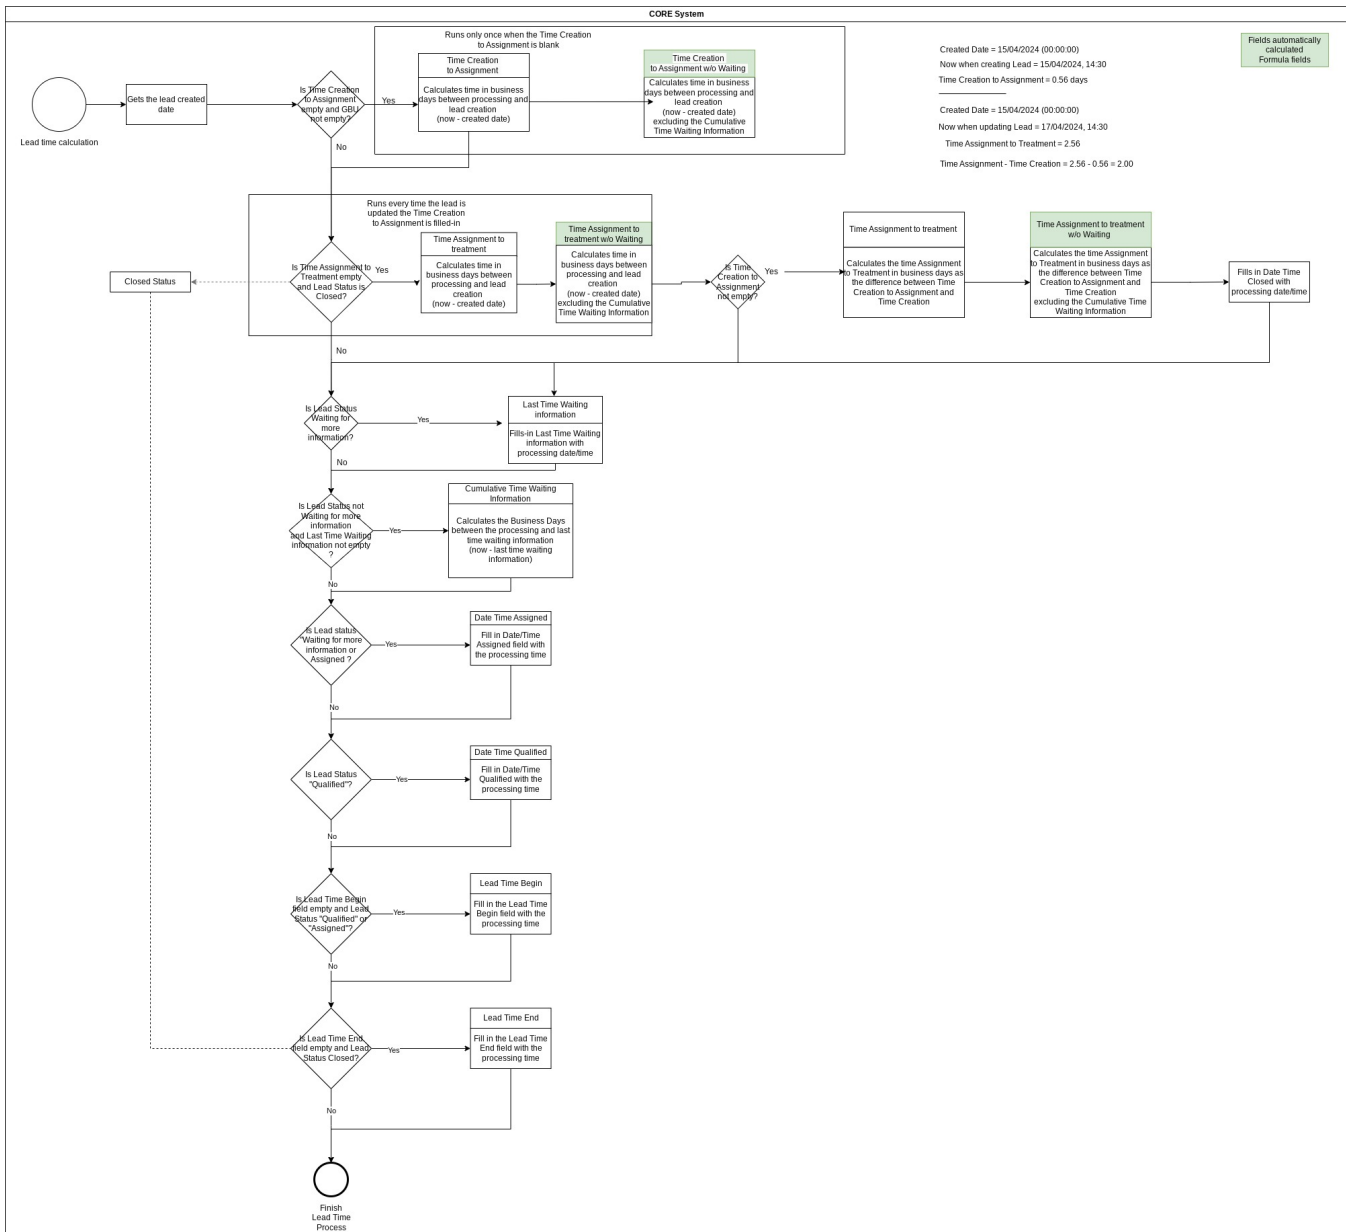 CORE System
Runs only once when the Time Creation
to Assignment is blank
Fields automatically
calculated
Formula fields
Created Date = 15/04/2024 (00:00:00)
Now when creating Lead = 15/04/2024, 14:30
Time Creation to Assignment = 0.56 days
Created Date = 15/04/2024 (00:00:00)
Now when updating Lead = 17/04/2024, 14:30
Time Assignment to Treatment = 2.56
Time Assignment - Time Creation = 2.56 - 0.56 = 2.00
Lead time calculation
Gets the lead created
date
Is Time Creation
to Assignment
empty and GBU
not empty?
Yes
No
Time Creation
to Assignment
Calculates time in business
days between processing and
lead creation
(now - created date)
Time Creation
to Assignment w/o Waiting
Calculates time in business
days between processing and
lead creation
(now - created date)
excluding the Cumulative
Time Waiting Information
Runs every time the lead is
updated the Time Creation
to Assignment is filled-in
Closed Status
Is Time Assignment to
Treatment empty
and Lead Status is
Closed?
Yes
No
Time Assignment to
treatment
Calculates time in
business days between
processing and lead
creation
(now - created date)
Time Assignment to
treatment w/o Waiting
Calculates time in
business days between
processing and lead
creation
(now - created date)
excluding the Cumulative
Time Waiting Information
Is Time
Creation to
Assignment
not empty?
Yes
Time Assignment to treatment
Calculates the time Assignment
to Treatment in business days as
the difference between Time
Creation to Assignment and
Time Creation
Time Assignment to treatment
w/o Waiting
Calculates the time Assignment
to Treatment in business days as
the difference between Time
Creation to Assignment and
Time Creation
excluding the Cumulative Time
Waiting Information
Fills in Date Time
Closed with
processing date/time
Is Lead Status
Waiting for
more
information?
Yes
No
Last Time Waiting
information
Fills-in Last Time Waiting
information with
processing date/time
Is Lead Status not
Waiting for more
information
and Last Time Waiting
information not empty
?
Yes
No
Cumulative Time Waiting
Information
Calculates the Business Days
between the processing and last
time waiting information
(now - last time waiting
information)
Is Lead status
"Waiting for more
information or
Assigned ?
Yes
No
Date Time Assigned
Fill in Date/Time
Assigned field with
the processing time
Is Lead Status
"Qualified"?
Yes
No
Date Time Qualified
Fill in Date/Time
Qualified with the
processing time
Is Lead Time Begin
field empty and Lead
Status "Qualified" or
"Assigned"?
Yes
No
Lead Time Begin
Fill in the Lead Time
Begin field with the
processing time
Is Lead Time End
field empty and Lead
Status Closed?
Yes
No
Lead Time End
Fill in the Lead Time
End field with the
processing time
Finish
Lead Time
Process